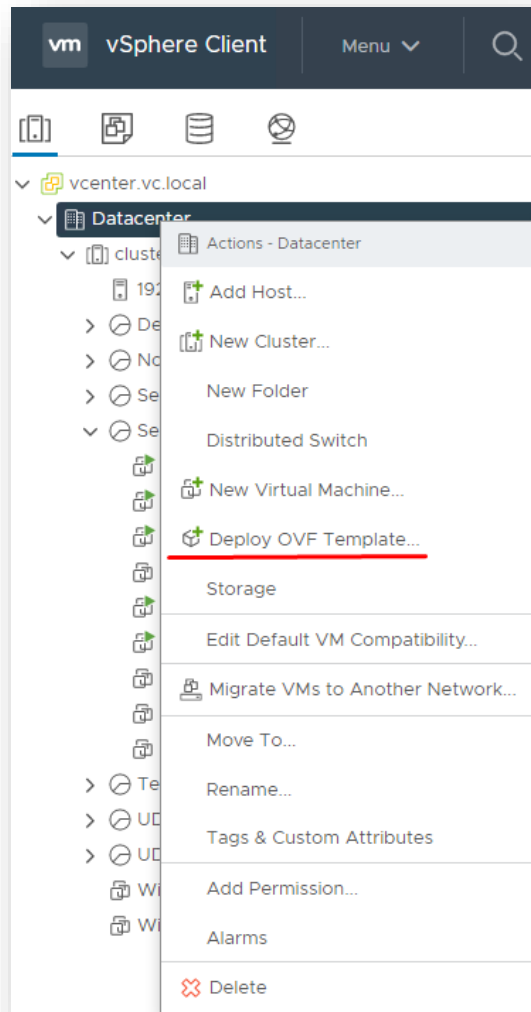 vm vSphere Client Menu
vcenter.vc.local
Datacenter
Actions - Datacenter
Add Host...
New Cluster...
New Folder
Distributed Switch
New Virtual Machine...
Deploy OVF Template...
Storage
Edit Default VM Compatibility...
Migrate VMs to Another Network...
Move To...
Rename...
Tags & Custom Attributes
Add Permission...
Alarms
Delete